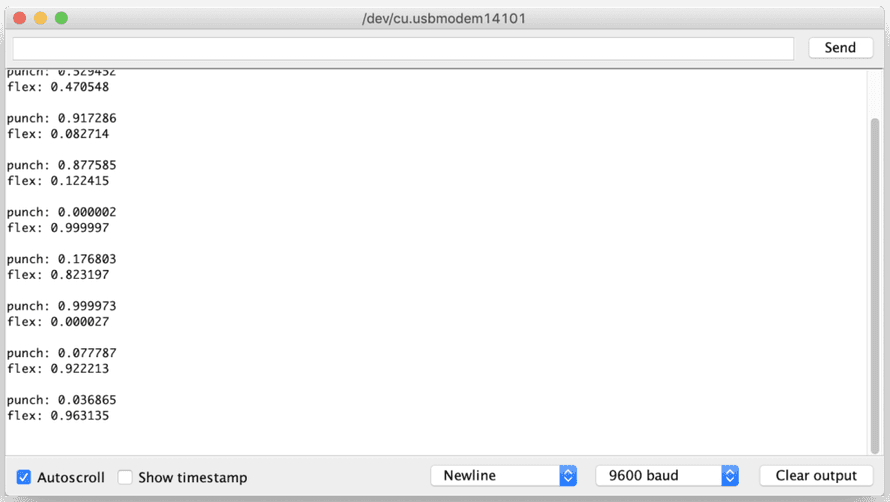 /dev/cu.usbmodem14101
Send
punch: 0.529452
flex: 0.470548
punch: 0.917286
flex: 0.082714
punch: 0.877585
flex: 0.122415
punch: 0.000002
flex: 0.999997
punch: 0.176803
flex: 0.823197
punch: 0.999973
flex: 0.000027
punch: 0.077787
flex: 0.922213
punch: 0.036865
flex: 0.963135
Autoscroll Show timestamp Newline 9600 baud Clear output